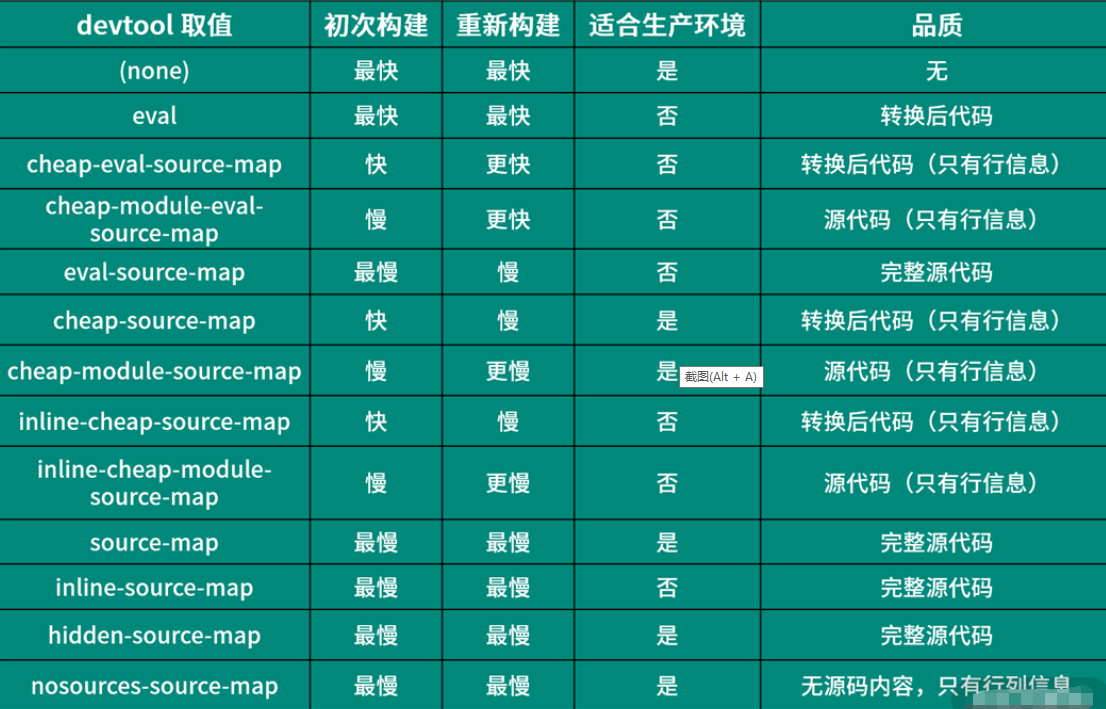 devtool 取值 初次构建 重新构建 适合生产环境 品质
(none) 最快 最快 是 无
eval 最快 最快 否 转换后代码
cheap-eval-source-map 快 更快 否 转换后代码（只有行信息）
cheap-module-eval-
source-map 慢 更快 否 源代码（只有行信息）
eval-source-map 最慢 慢 否 完整源代码
cheap-source-map 快 慢 是 转换后代码（只有行信息）
cheap-module-source-map 慢 更慢 是 源代码（只有行信息）
截图(Alt + A)
inline-cheap-source-map 快 慢 否 转换后代码（只有行信息）
inline-cheap-module-
source-map 慢 更慢 否 源代码（只有行信息）
source-map 最慢 最慢 是 完整源代码
inline-source-map 最慢 最慢 否 完整源代码
hidden-source-map 最慢 最慢 是 完整源代码
nosources-source-map 最慢 最慢 是 无源码内容，只有行列信息